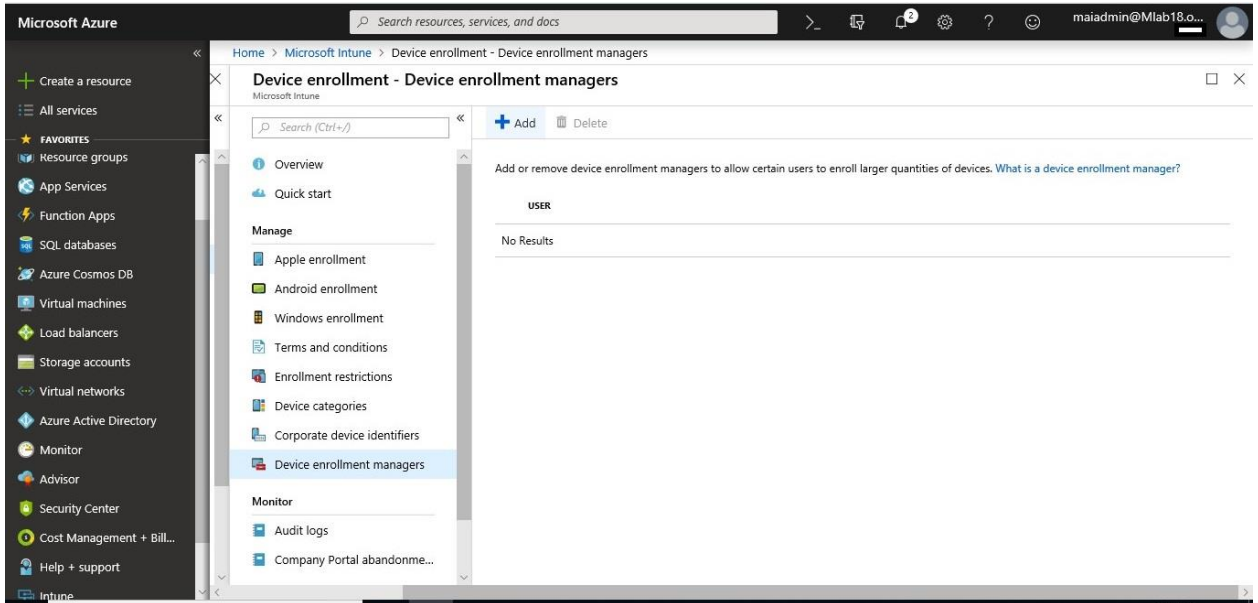 Microsoft Azure
Search resources, services, and docs
2
maiadmin@Mlab18.o...
Home > Microsoft Intune > Device enrollment - Device enrollment managers
Create a resource
All services
FAVORITES
Resource groups
App Services
Function Apps
SQL databases
Azure Cosmos DB
Virtual machines
Load balancers
Storage accounts
Virtual networks
Azure Active Directory
Monitor
Advisor
Security Center
Cost Management + Bill...
Help + support
Intune
Device enrollment - Device enrollment managers
Microsoft Intune
Search (Ctrl+/)
Overview
Quick start
Manage
Apple enrollment
Android enrollment
Windows enrollment
Terms and conditions
Enrollment restrictions
Device categories
Corporate device identifiers
Device enrollment managers
Monitor
Audit logs
Company Portal abandonme...
Add
Delete
Add or remove device enrollment managers to allow certain users to enroll larger quantities of devices. What is a device enrollment manager?
USER
No Results